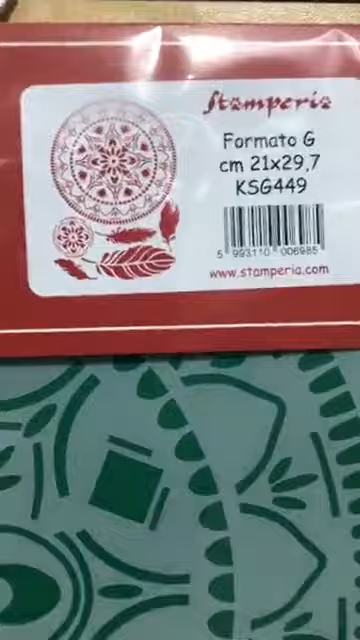 Stamperia
Formato G
cm 21x29,7
KSG449
5 993110 006985
www.stamperia.com